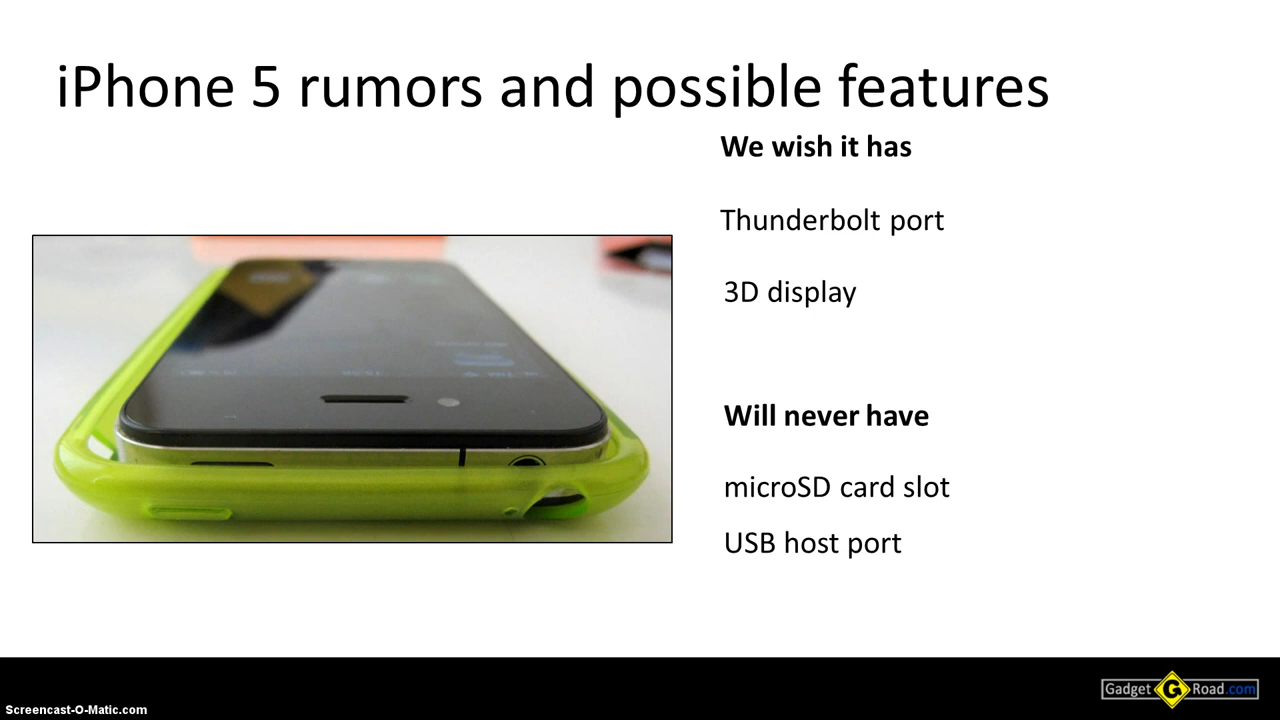 iPhone 5 rumors and possible features
We wish it has
Thunderbolt port
3D display
Will never have
microSD card slot
USB host port
Gadget G Road.com
Screencast-O-Matic.com